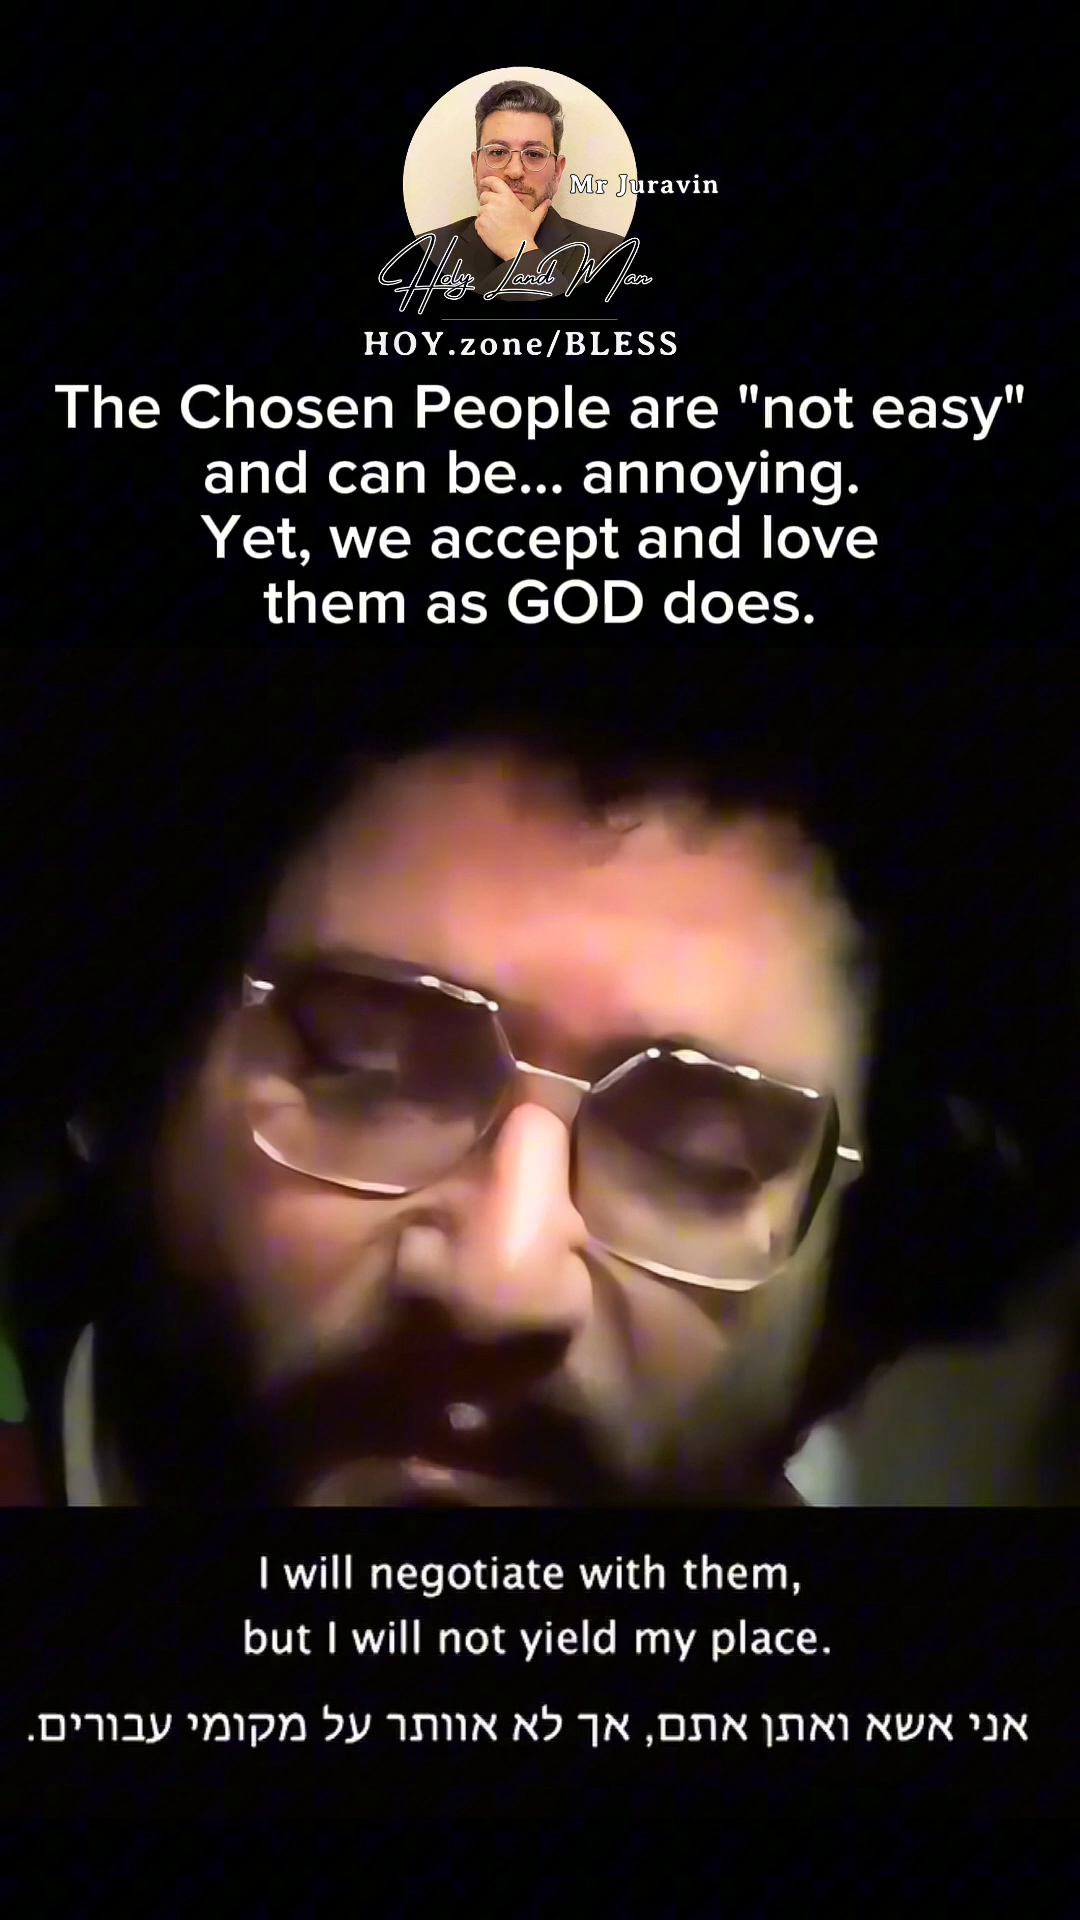 Mr Juravin
Holy Land Man
HOY.zone/BLESS
The Chosen People are "not easy"
and can be... annoying.
Yet, we accept and love
them as GOD does.
I will negotiate with them,
but I will not yield my place.
אני אשא ואתן אתם, אך לא אוותר על מקומי עבורים.